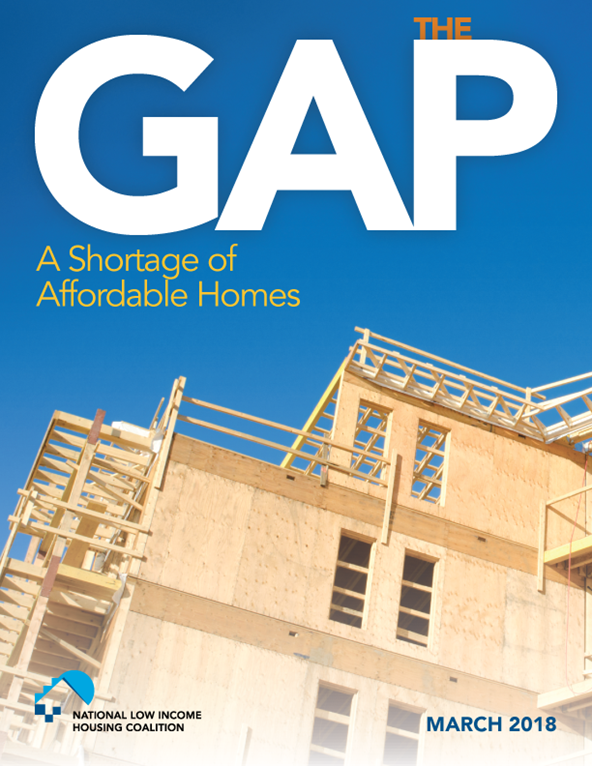 THE
GAP
A Shortage of
Affordable Homes
NATIONAL LOW INCOME
HOUSING COALITION
MARCH 2018